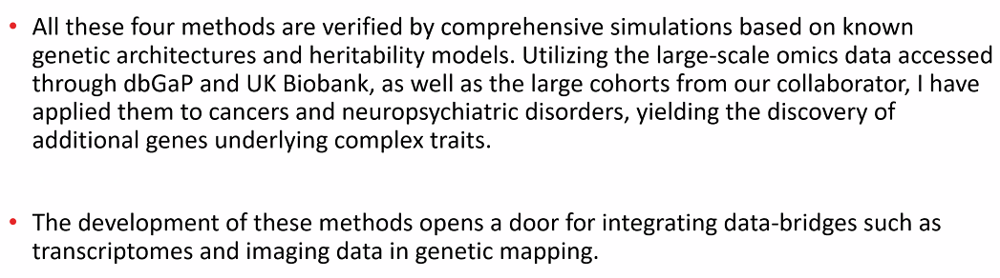 • All these four methods are verified by comprehensive simulations based on known
genetic architectures and heritability models. Utilizing the large-scale omics data accessed
through dbGaP and UK Biobank, as well as the large cohorts from our collaborator, I have
applied them to cancers and neuropsychiatric disorders, yielding the discovery of
additional genes underlying complex traits.
• The development of these methods opens a door for integrating data-bridges such as
transcriptomes and imaging data in genetic mapping.